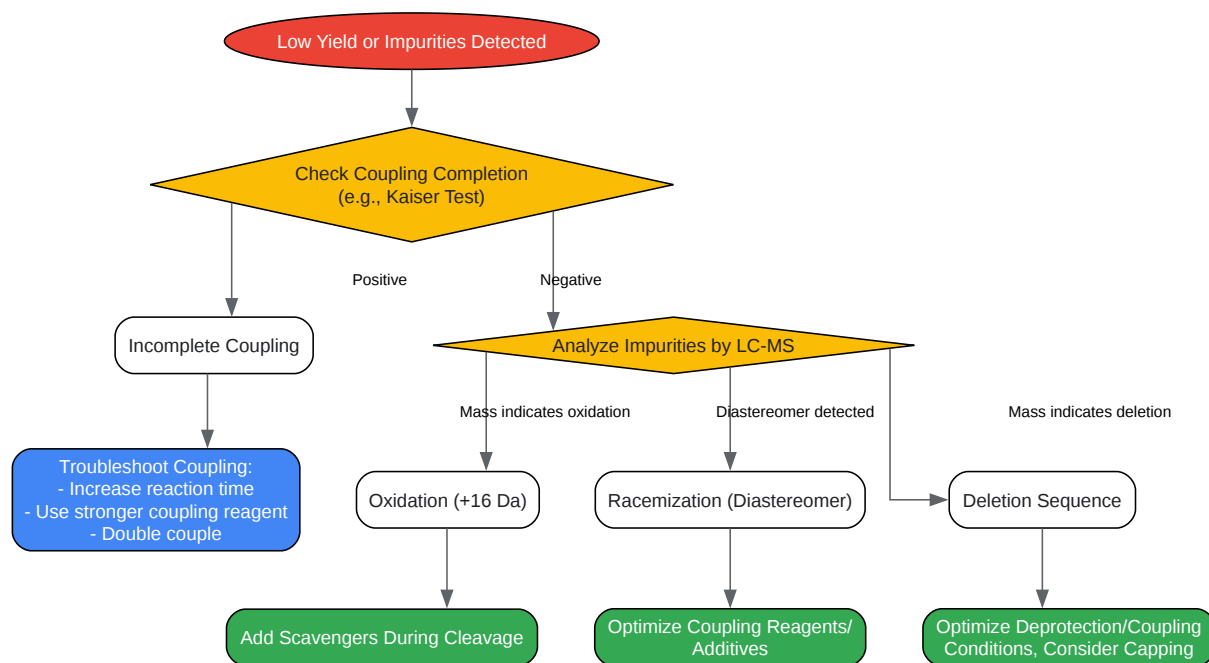 Low Yield or Impurities Detected
Check Coupling Completion
(e.g., Kaiser Test)
Positive
Negative
Incomplete Coupling
Analyze Impurities by LC-MS
Mass indicates oxidation
Diastereomer detected
Mass indicates deletion
Troubleshoot Coupling:
- Increase reaction time
- Use stronger coupling reagent
- Double couple
Oxidation (+16 Da)
Racemization (Diastereomer)
Deletion Sequence
Add Scavengers During Cleavage
Optimize Coupling Reagents/
Additives
Optimize Deprotection/Coupling
Conditions, Consider Capping